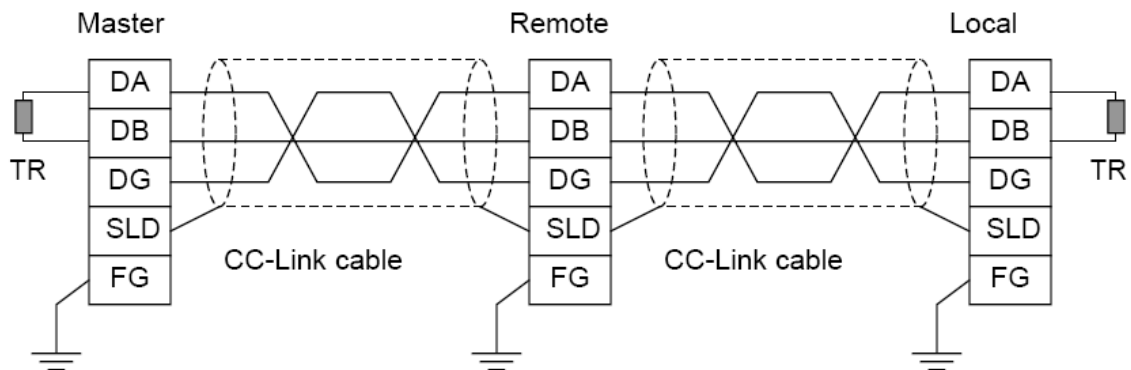 Master Remote Local
DA DA DA
DB DB DB
TR TR
DG DG DG
SLD SLD SLD
CC-Link cable CC-Link cable
FG FG FG